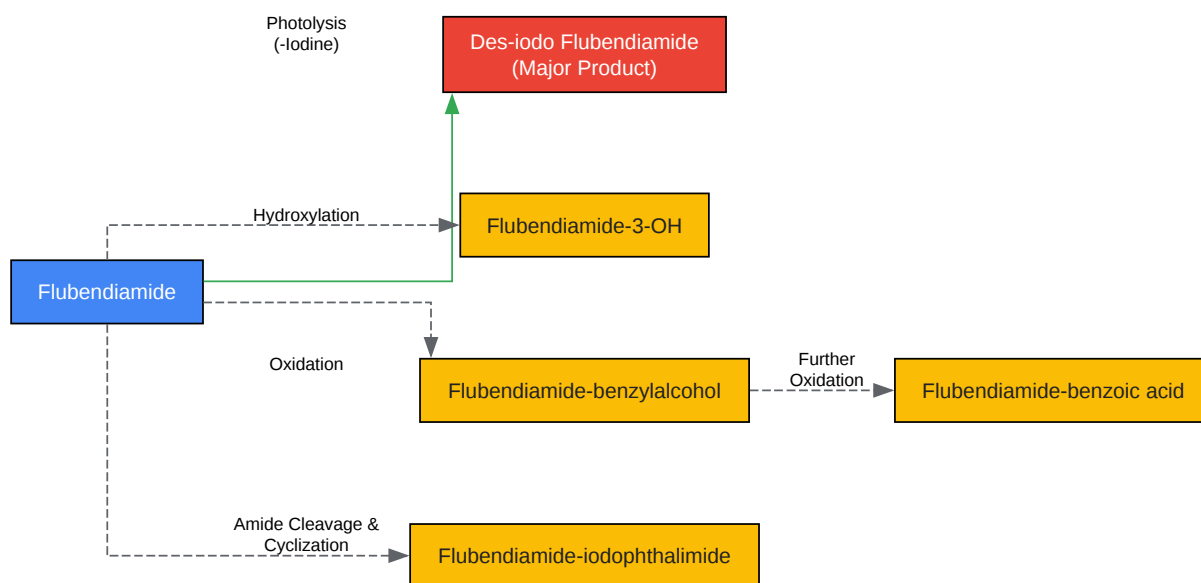 Photolysis
(-Iodine)
Des-iodo Flubendiamide
(Major Product)
Hydroxylation
Flubendiamide-3-OH
Flubendiamide
Oxidation
Flubendiamide-benzylalcohol
Further
Oxidation
Flubendiamide-benzoic acid
Amide Cleavage &
Cyclization
Flubendiamide-iodophthalimide